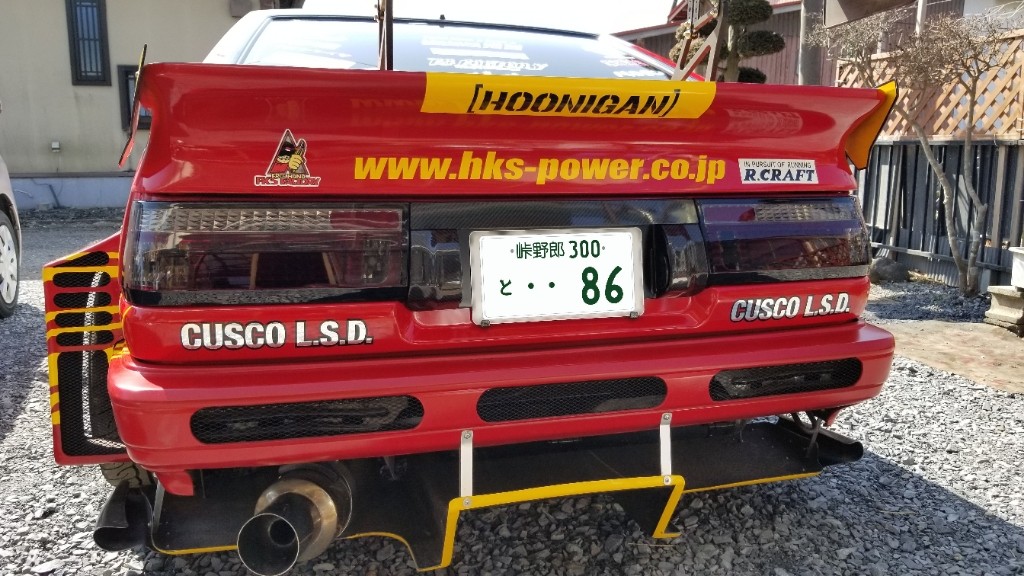 [HOONIGAN]
www.hks-power.co.jp
IN PURSUIT OF RUNNING
R.CRAFT
峠野郎 300
と ・・ 86
CUSCO L.S.D.
CUSCO L.S.D.